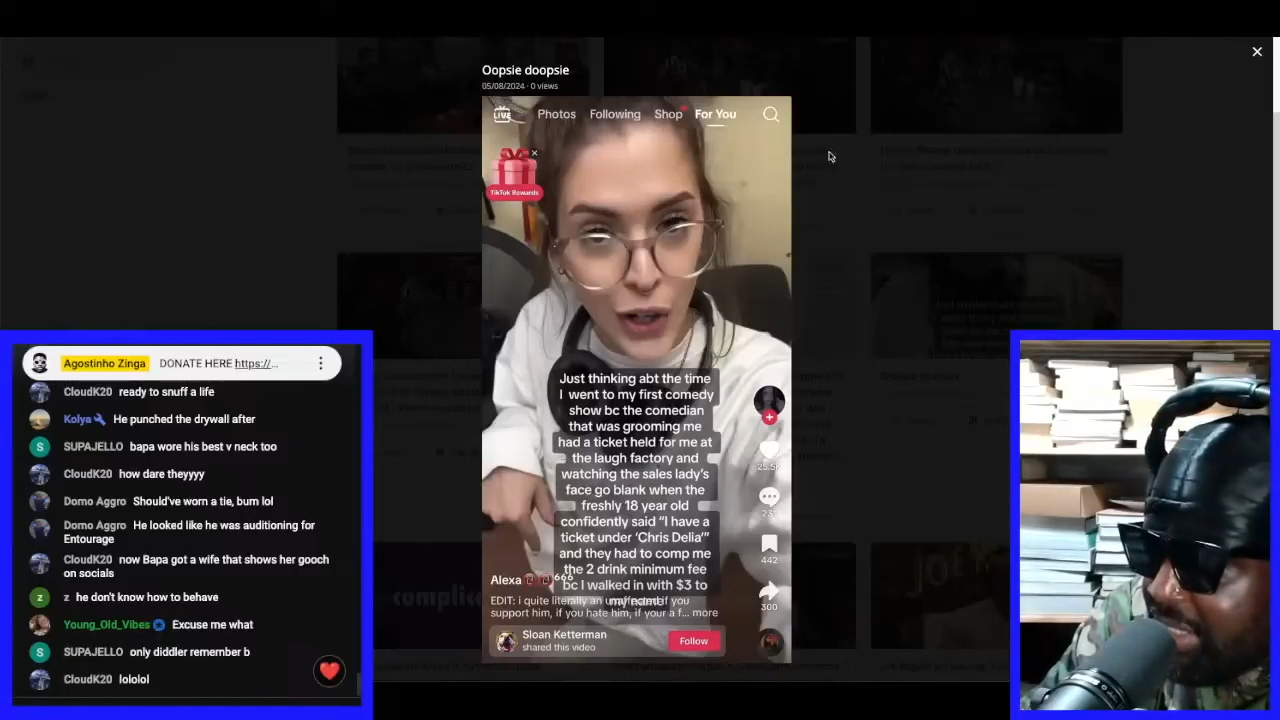 Oopsie doopsie
05/08/2024 · 0 views
LIVE
Photos
Following
Shop
For You
TikTok Rewards
Just thinking abt the time
I went to my first comedy
show bc the comedian
that was grooming me
had a ticket held for me at
the laugh factory and
watching the sales lady's
face go blank when the
freshly 18 year old
confidently said “I have a
ticket under ‘Chris Delia’”
and they had to comp me
the 2 drink minimum fee
bc I walked in with $3 to
my name
442
300
Alexa
666
EDIT: i quite literally an
if you
support him, if you hate him, if your a f... more
Sloan Ketterman
shared this video
Follow
Agostinho Zinga DONATE HERE https://...
CloudK20 ready to snuff a life
Kolya He punched the drywall after
SUPAJELLO bapa wore his best v neck too
CloudK20 how dare theyyyy
Domo Aggro Should've worn a tie, bum lol
Domo Aggro He looked like he was auditioning for
Entourage
CloudK20 now Bapa got a wife that shows her gooch
on socials
z he don't know how to behave
Young_Old_Vibes Excuse me what
SUPAJELLO only diddler remember b
CloudK20 lololol